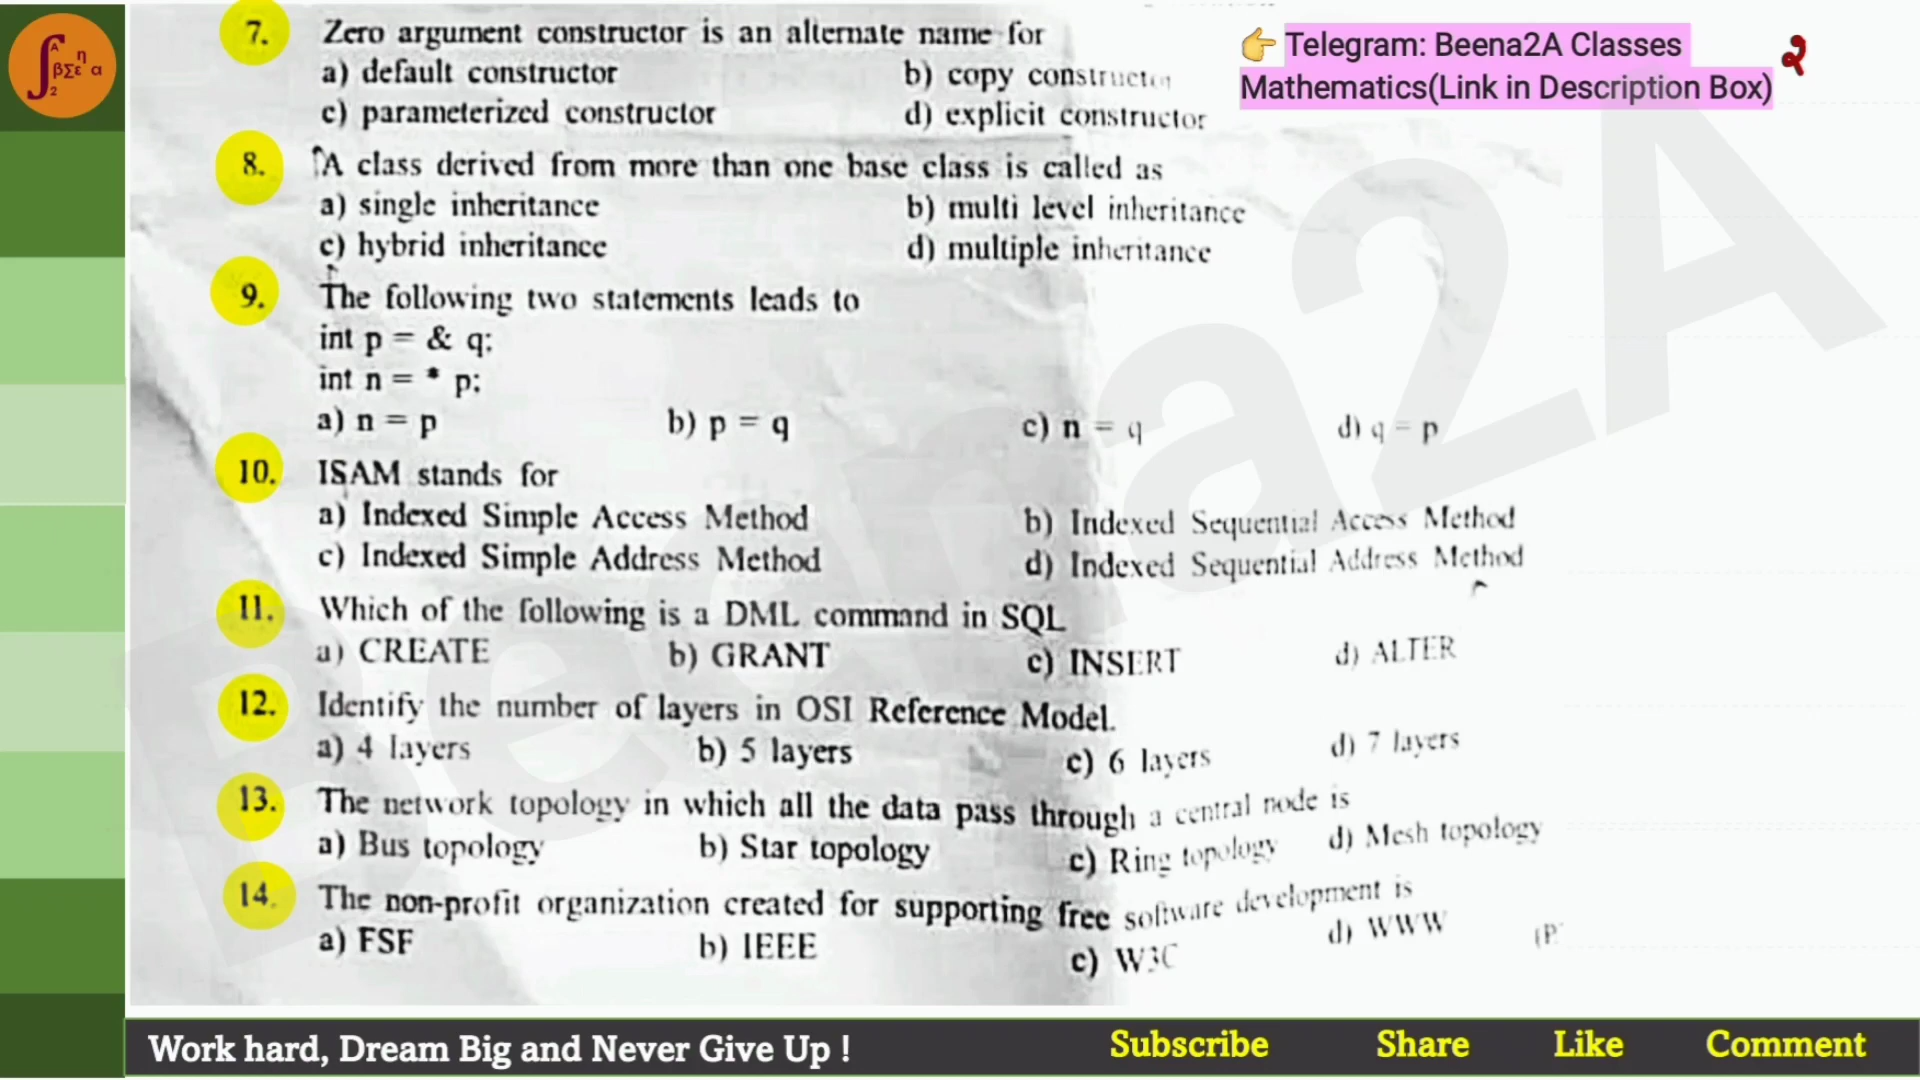 👉 Telegram: Beena2A Classes
Mathematics(Link in Description Box)
२
7. Zero argument constructor is an alternate name for
a) default constructor b) copy constructor
c) parameterized constructor d) explicit constructor
8. A class derived from more than one base class is called as
a) single inheritance b) multi level inheritance
c) hybrid inheritance d) multiple inheritance
9. The following two statements leads to
int p = & q;
int n = * p;
a) n = p b) p = q c) n = q d) q = p
10. ISAM stands for
a) Indexed Simple Access Method b) Indexed Sequential Access Method
c) Indexed Simple Address Method d) Indexed Sequential Address Method
11. Which of the following is a DML command in SQL
a) CREATE b) GRANT c) INSERT d) ALTER
12. Identify the number of layers in OSI Reference Model.
a) 4 layers b) 5 layers c) 6 layers d) 7 layers
13. The network topology in which all the data pass through a central node is
a) Bus topology b) Star topology c) Ring topology d) Mesh topology
14. The non-profit organization created for supporting free software development is
a) FSF b) IEEE c) W3C d) WWW
Beena2A
Work hard, Dream Big and Never Give Up ! Subscribe Share Like Comment